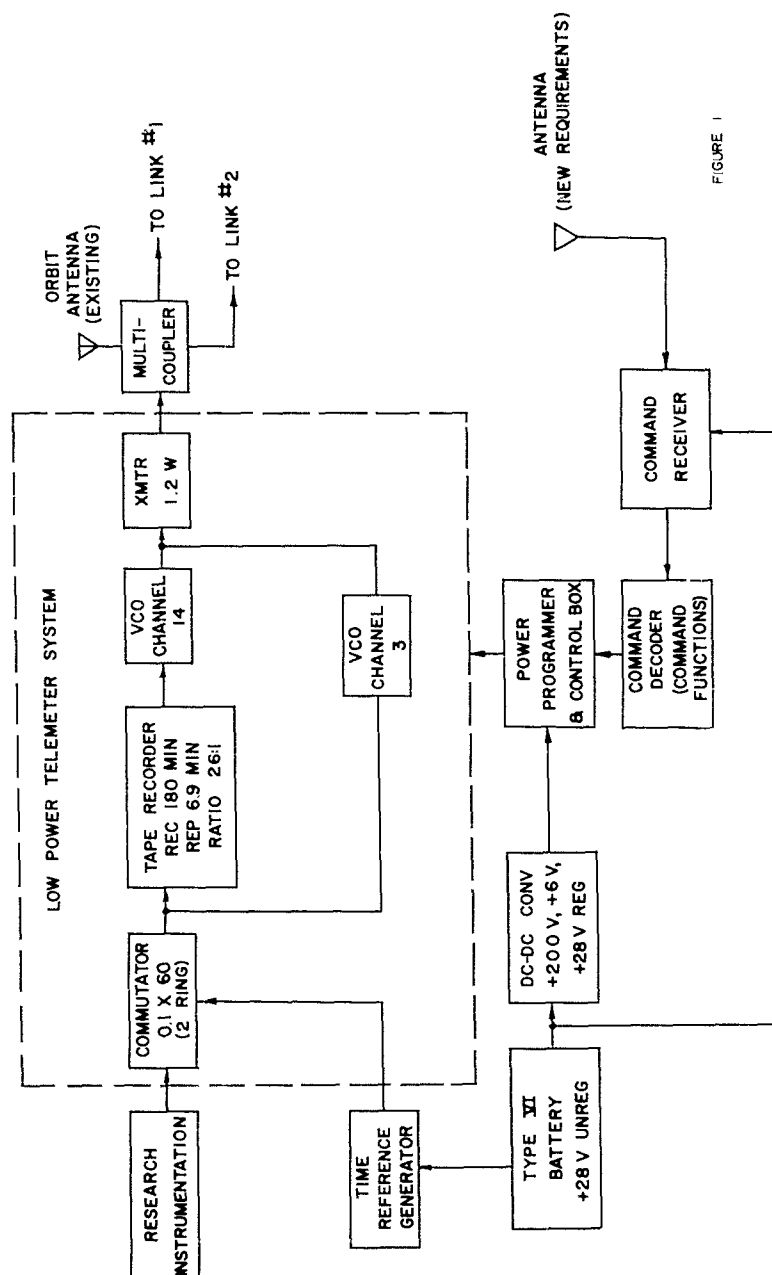 LOW POWER TELEMETER SYSTEM
RESEARCH
INSTRUMENTATION
COMMUTATOR
0.1 X 60
(2 RING)
TAPE RECORDER
REC 180 MIN
REP 6.9 MIN
RATIO 26:1
VCO
CHANNEL
14
XMTR
1.2 W
MULTI-
COUPLER
ORBIT
ANTENNA
(EXISTING)
TO LINK #1
TO LINK #2
VCO
CHANNEL
3
TIME
REFERENCE
GENERATOR
TYPE VI
BATTERY
+28 V UNREG
DC-DC CONV
+200 V, +6 V,
+28 V REG
POWER
PROGRAMMER
& CONTROL BOX
COMMAND
DECODER
(COMMAND
FUNCTIONS)
COMMAND
RECEIVER
ANTENNA
(NEW REQUIREMENTS)
FIGURE 1